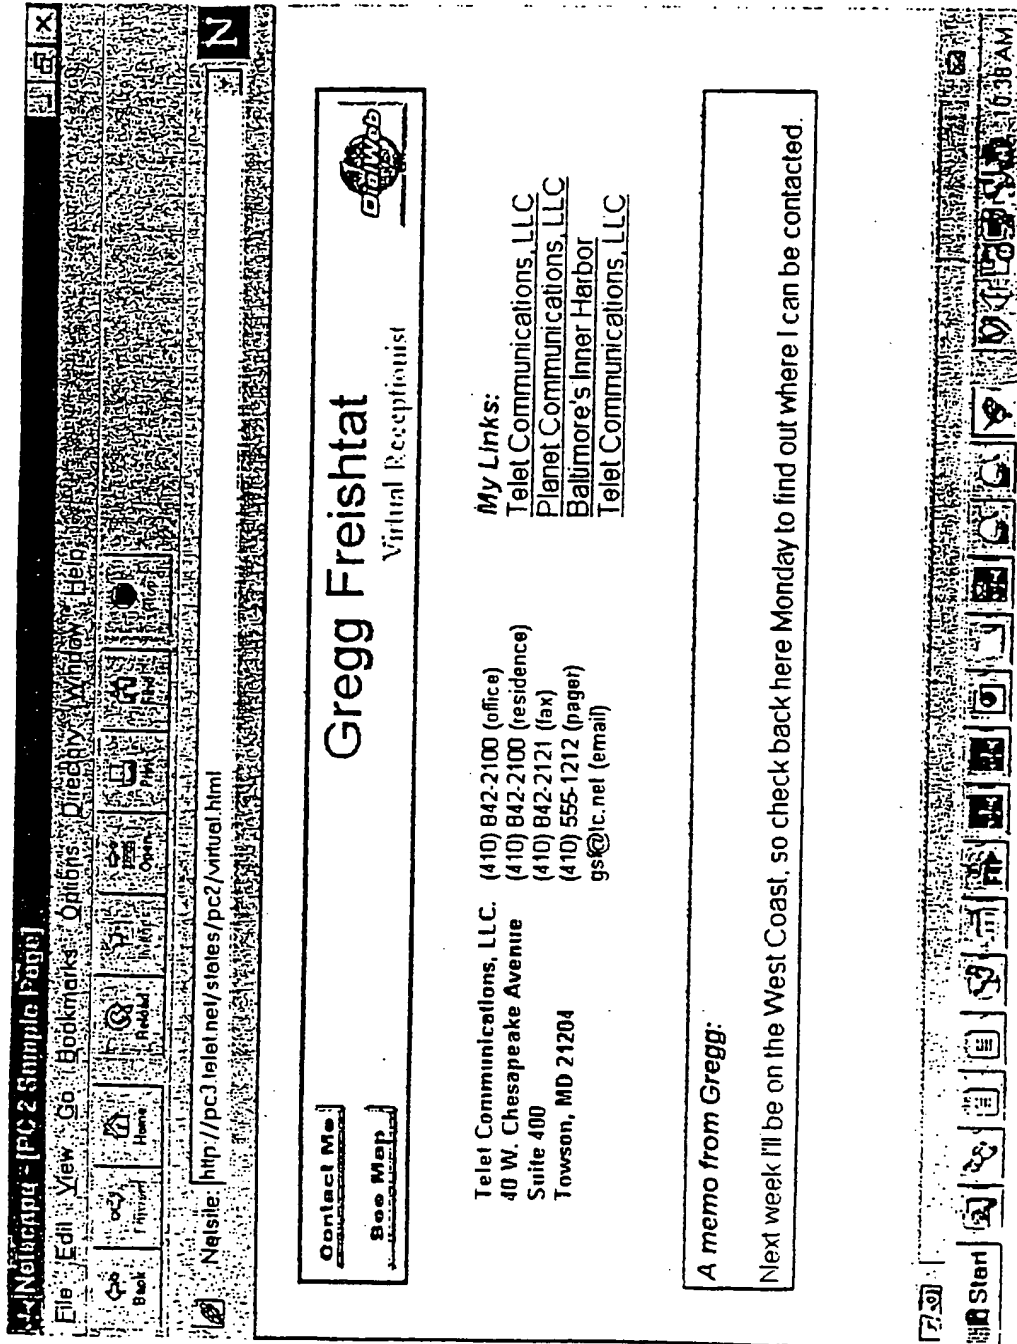 Netscape - [PC 2 Sample Page]
File Edit View Go Bookmarks Options Directory Window Help
Back Forward Home Reload Images Open Print Find Stop
Netsite: http://pc3.telet.net/states/pc2/virtual.html
N
Contact Me
See Map
Gregg Freishtat
Virtual Receptionist
DialWeb
Telet Communications, LLC.
40 W. Chesapeake Avenue
Suite 400
Towson, MD 21204
(410) 842-2100 (office)
(410) 842-2100 (residence)
(410) 842-2121 (fax)
(410) 555-1212 (pager)
gsf@tc.net (email)
My Links:
Telet Communications, LLC
Planet Communications, LLC
Baltimore's Inner Harbor
Telet Communications, LLC
A memo from Gregg:
Next week I'll be on the West Coast, so check back here Monday to find out where I can be contacted.
Start
FTP
10:38 AM